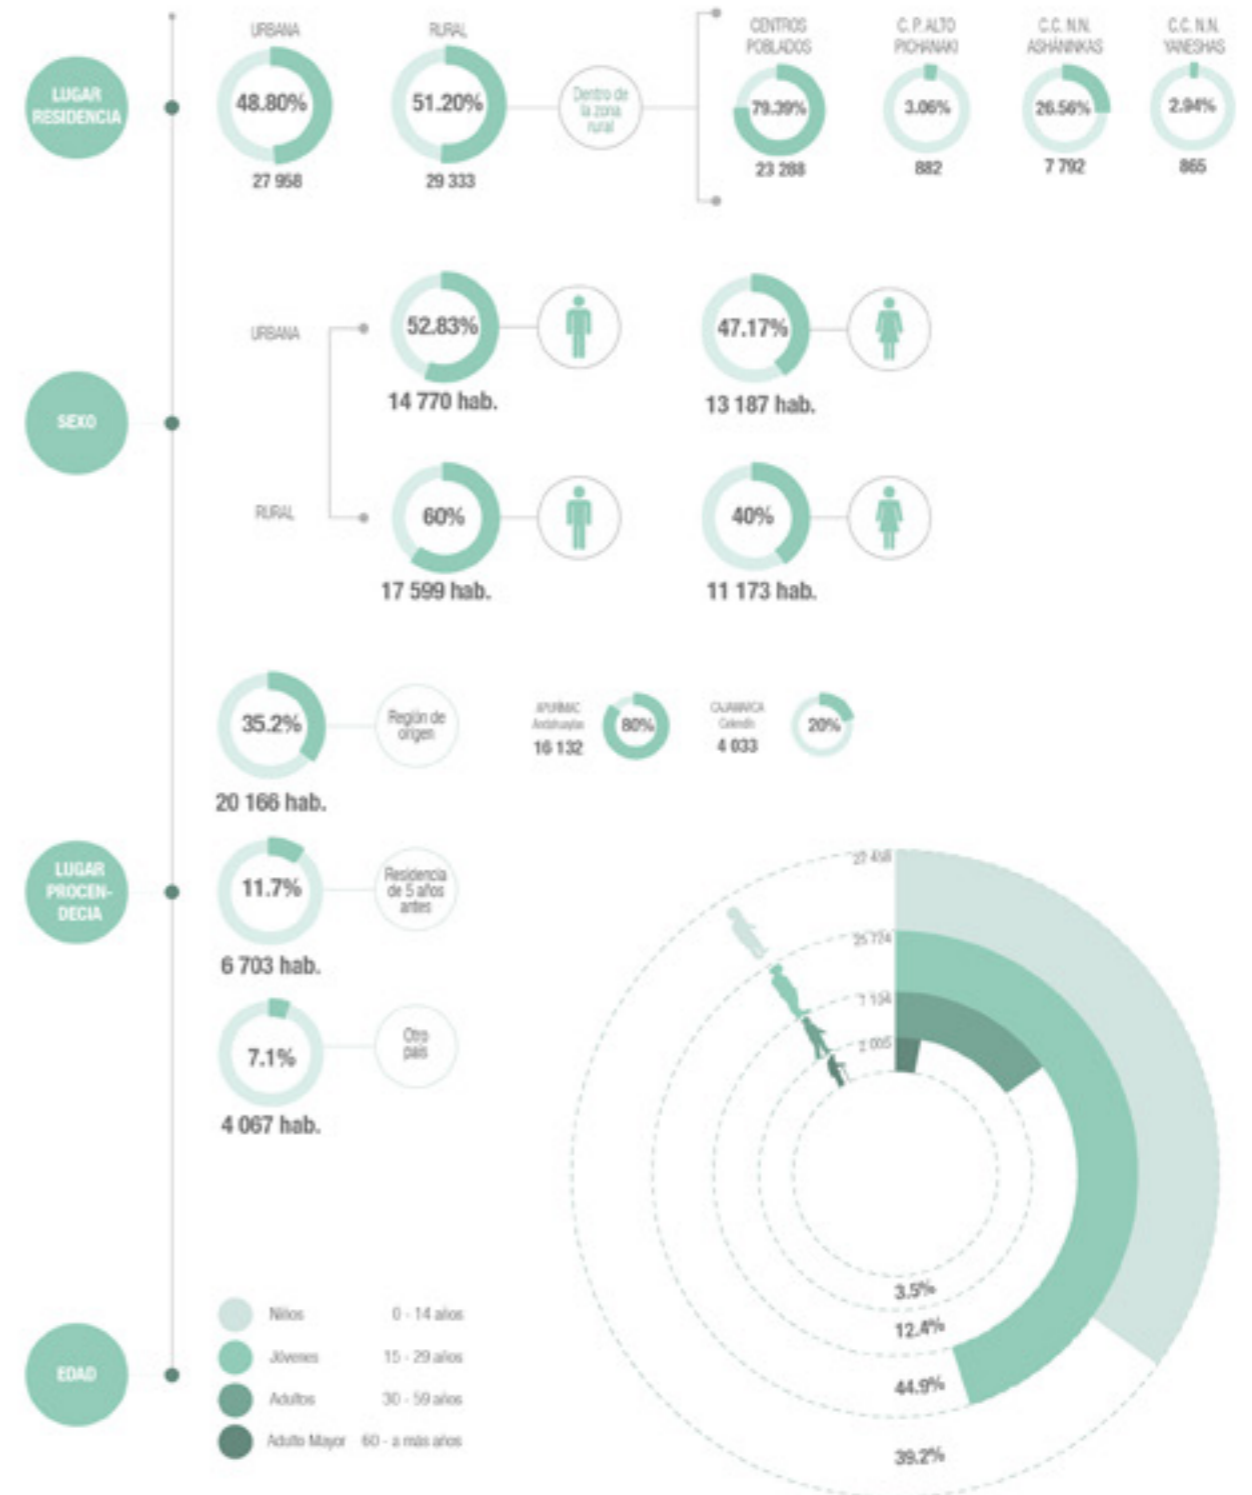 LUGAR
RESIDENCIA
URBANA
48.80%
27 958
RURAL
51.20%
29 333
Dentro de
la zona
rural
CENTROS
POBLADOS
79.39%
23 288
C. P. ALTO
PICHANAKI
3.06%
882
C.C. N.N.
ASHÁNINKAS
26.56%
7 792
C.C. N.N.
YANESHAS
2.94%
865
SEXO
URBANA
52.83%
14 770 hab.
47.17%
13 187 hab.
RURAL
60%
17 599 hab.
40%
11 173 hab.
LUGAR
PROCEN-
DECIA
35.2%
20 166 hab.
Región de
origen
APURÍMAC
Andahuaylas
16 132
80%
CAJAMARCA
Celendín
4 033
20%
11.7%
6 703 hab.
Residencia
de 5 años
antes
7.1%
4 067 hab.
Otro
país
25 724
2 005
3.5%
12.4%
44.9%
39.2%
EDAD
Niños 0 - 14 años
Jóvenes 15 - 29 años
Adultos 30 - 59 años
Adulto Mayor 60 - a más años